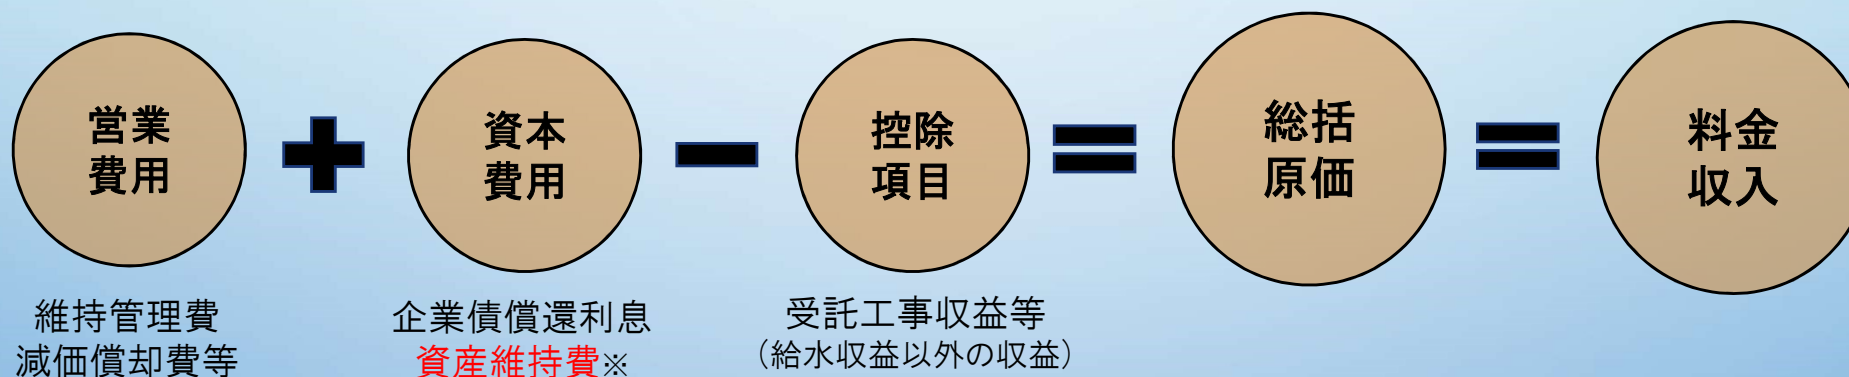 営業
費用
資本
費用
控除
項目
総括
原価
料金
収入
維持管理費
減価償却費等
企業債償還利息
資産維持費※
受託工事収益等
（給水収益以外の収益）